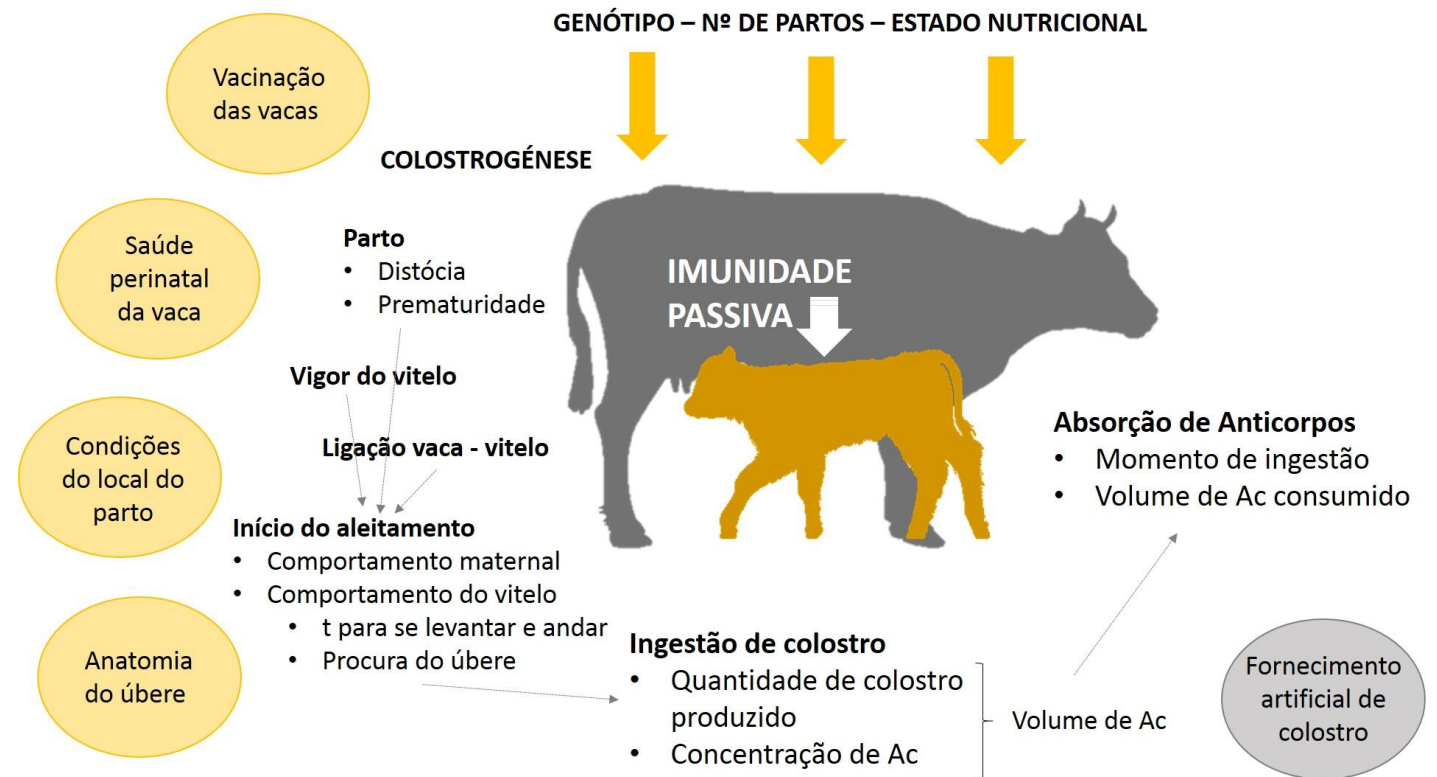 GENÓTIPO – Nº DE PARTOS – ESTADO NUTRICIONAL
Vacinação
das vacas
COLOSTROGÉNESE
Saúde
perinatal
da vaca
Parto
• Distócia
• Prematuridade
IMUNIDADE
PASSIVA
Vigor do vitelo
Ligação vaca - vitelo
Condições
do local do
parto
Início do aleitamento
• Comportamento maternal
• Comportamento do vitelo
• t para se levantar e andar
• Procura do úbere
Anatomia
do úbere
Ingestão de colostro
• Quantidade de colostro
produzido
• Concentração de Ac
Volume de Ac
Absorção de Anticorpos
• Momento de ingestão
• Volume de Ac consumido
Fornecimento
artificial de
colostro